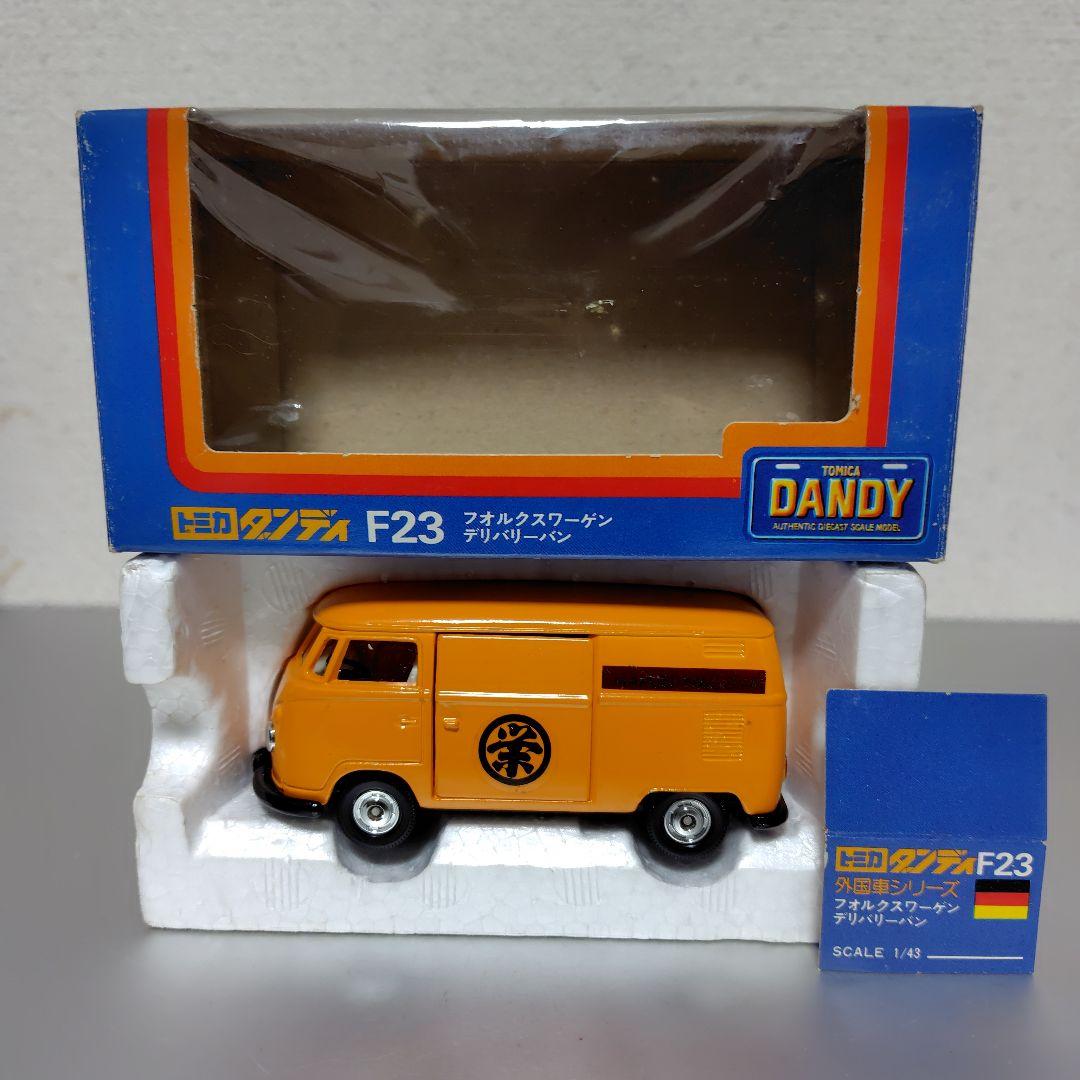 トミカ ダンディ F23 フォルクスワーゲン
デリバリーバン
TOMICA
DANDY
AUTHENTIC DIECAST SCALE MODEL
栄
トミカ ダンディ F23
外国車シリーズ
フォルクスワーゲン
デリバリーバン
SCALE 1/43